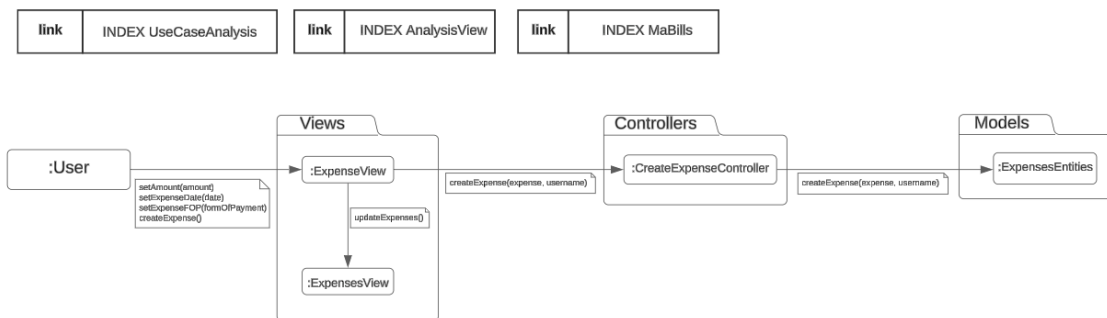 link INDEX UseCaseAnalysis
link INDEX AnalysisView
link INDEX MaBills
Views
Controllers
Models
:User
:ExpenseView
:CreateExpenseController
:ExpensesEntities
setAmount(amount)
setExpenseDate(date)
setExpenseFOP(formOfPayment)
createExpense()
createExpense(expense, username)
createExpense(expense, username)
updateExpenses()
:ExpensesView